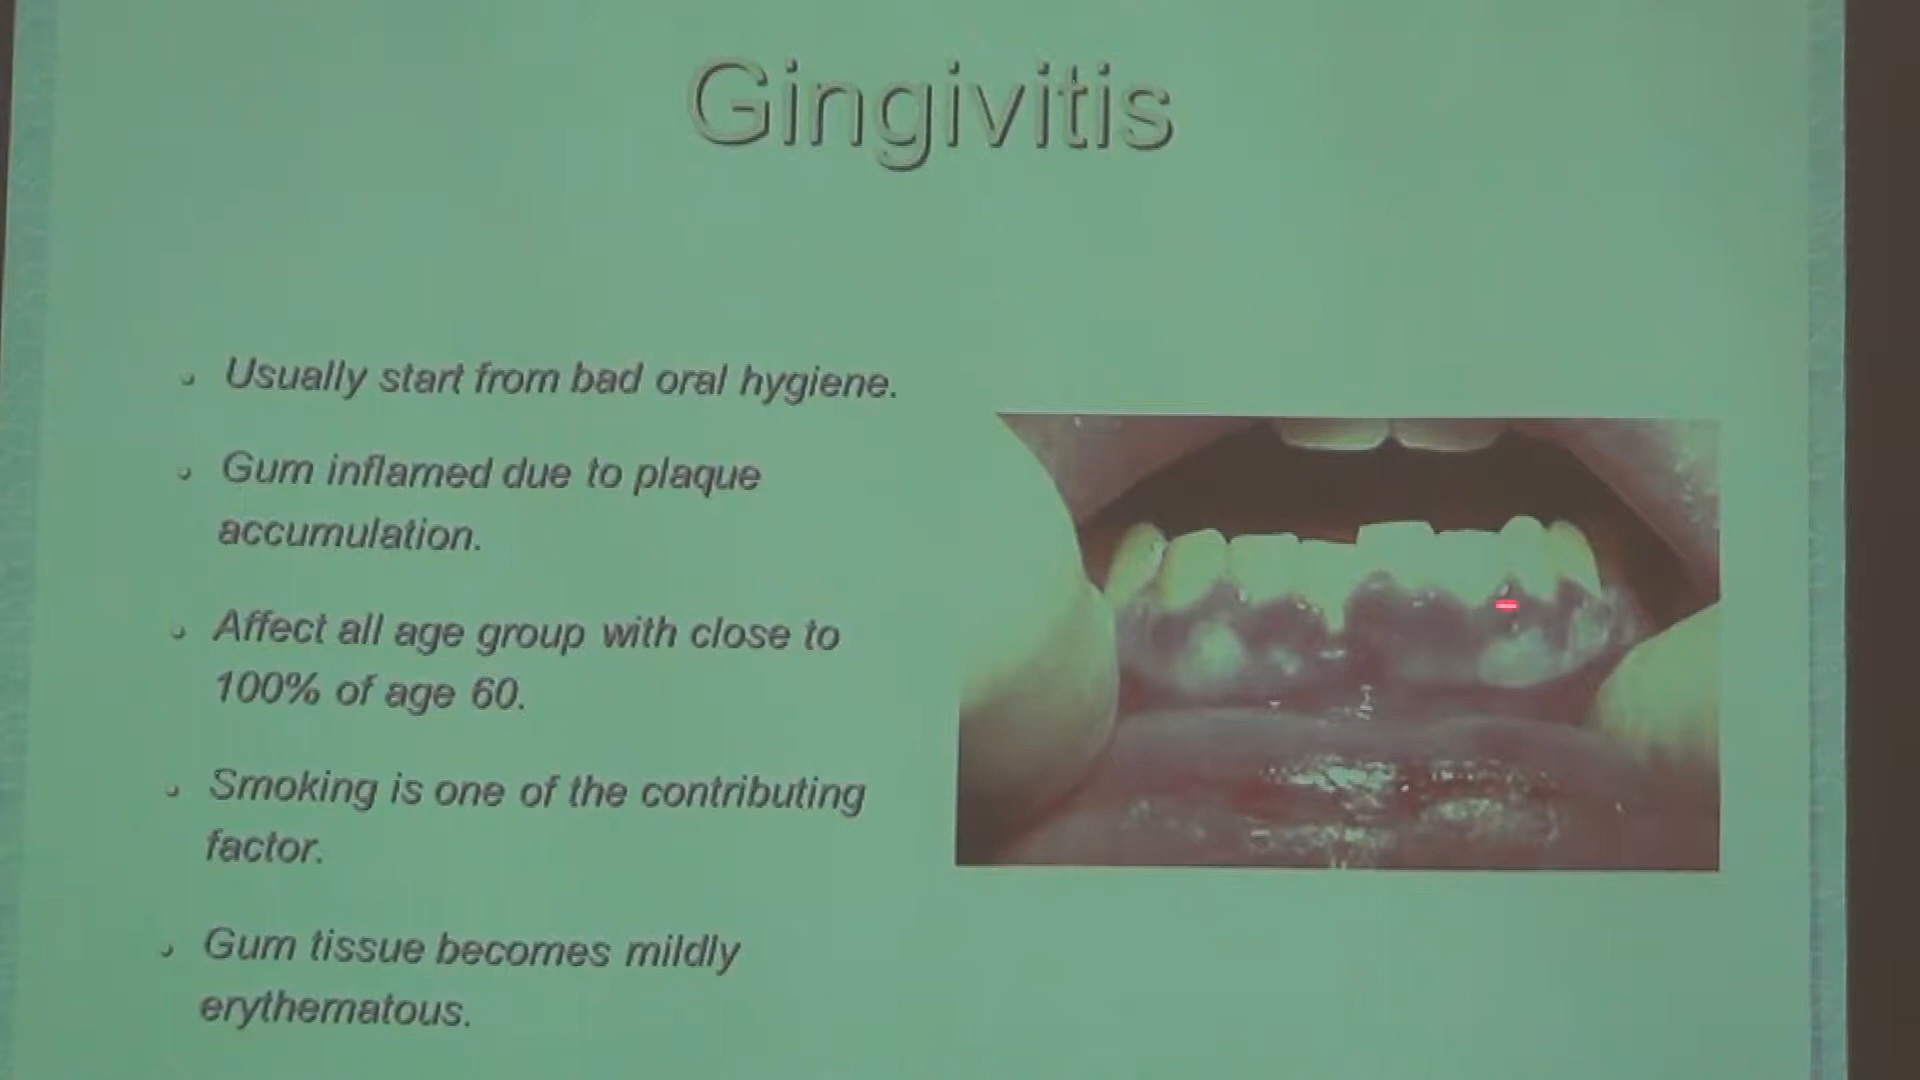 Gingivitis
Usually start from bad oral hygiene.
Gum inflamed due to plaque
accumulation.
Affect all age group with close to
100% of age 60.
Smoking is one of the contributing
factor.
Gum tissue becomes mildly
erythematous.